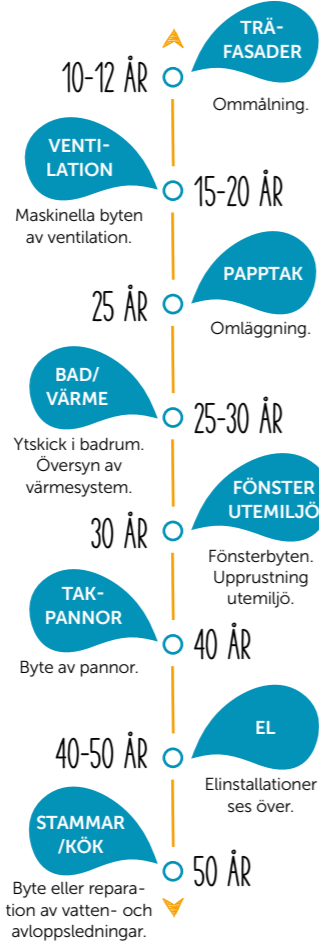 TRÄ-
FASADER
10-12 ÅR
Ommålning.
VENTI-
LATION
15-20 ÅR
Maskinella byten
av ventilation.
PAPPTAK
25 ÅR
Omläggning.
BAD/
VÄRME
25-30 ÅR
Ytskick i badrum.
Översyn av
värmesystem.
FÖNSTER
UTEMILJÖ
30 ÅR
Fönsterbyten.
Upprustning
utemiljö.
TAK-
PANNOR
40 ÅR
Byte av pannor.
EL
40-50 ÅR
Elinstallationer
ses över.
STAMMAR
/KÖK
50 ÅR
Byte eller repara-
tion av vatten- och
avloppsledningar.